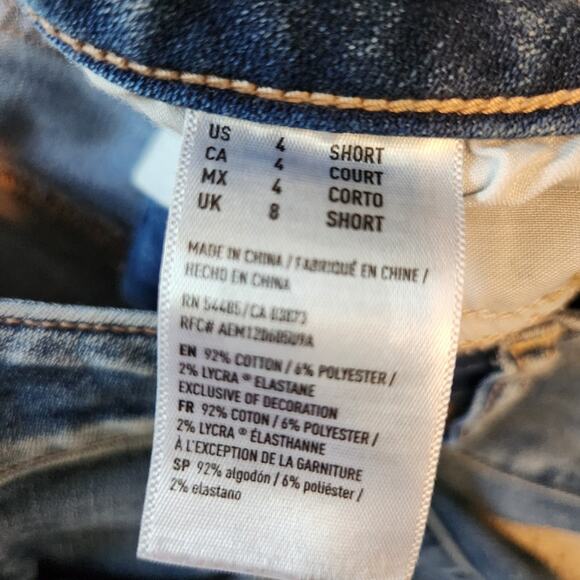 US 4 SHORT
CA 4 COURT
MX 4 CORTO
UK 8 SHORT
MADE IN CHINA / FABRIQUÉ EN CHINE /
HECHO EN CHINA
RN 54485/CA 03873
RFC# AEM120685U9A
EN 92% COTTON / 6% POLYESTER /
2% LYCRA ® ELASTANE
EXCLUSIVE OF DECORATION
FR 92% COTON / 6% POLYESTER /
2% LYCRA ® ÉLASTHANNE
À L'EXCEPTION DE LA GARNITURE
SP 92% algodón / 6% poliéster /
2% elastano